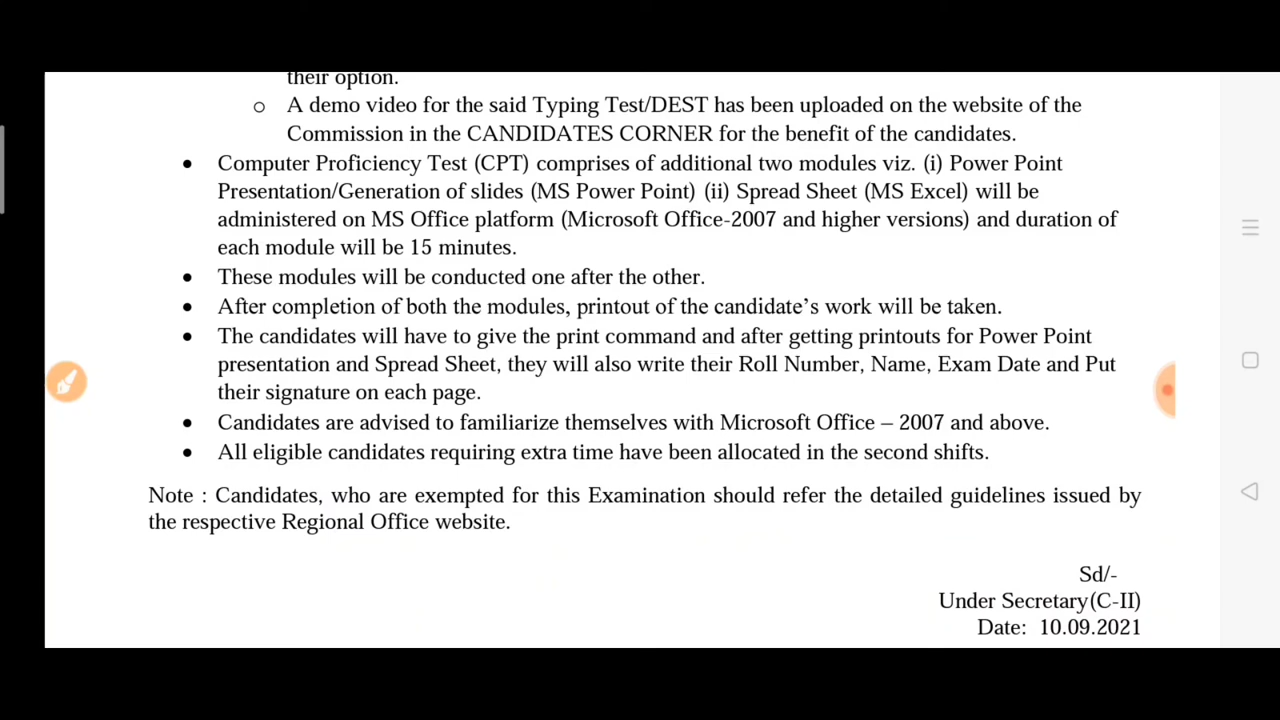 their option.
o A demo video for the said Typing Test/DEST has been uploaded on the website of the
Commission in the CANDIDATES CORNER for the benefit of the candidates.
• Computer Proficiency Test (CPT) comprises of additional two modules viz. (i) Power Point
Presentation/Generation of slides (MS Power Point) (ii) Spread Sheet (MS Excel) will be
administered on MS Office platform (Microsoft Office-2007 and higher versions) and duration of
each module will be 15 minutes.
• These modules will be conducted one after the other.
• After completion of both the modules, printout of the candidate’s work will be taken.
• The candidates will have to give the print command and after getting printouts for Power Point
presentation and Spread Sheet, they will also write their Roll Number, Name, Exam Date and Put
their signature on each page.
• Candidates are advised to familiarize themselves with Microsoft Office – 2007 and above.
• All eligible candidates requiring extra time have been allocated in the second shifts.
Note : Candidates, who are exempted for this Examination should refer the detailed guidelines issued by
the respective Regional Office website.
Sd/-
Under Secretary(C-II)
Date: 10.09.2021